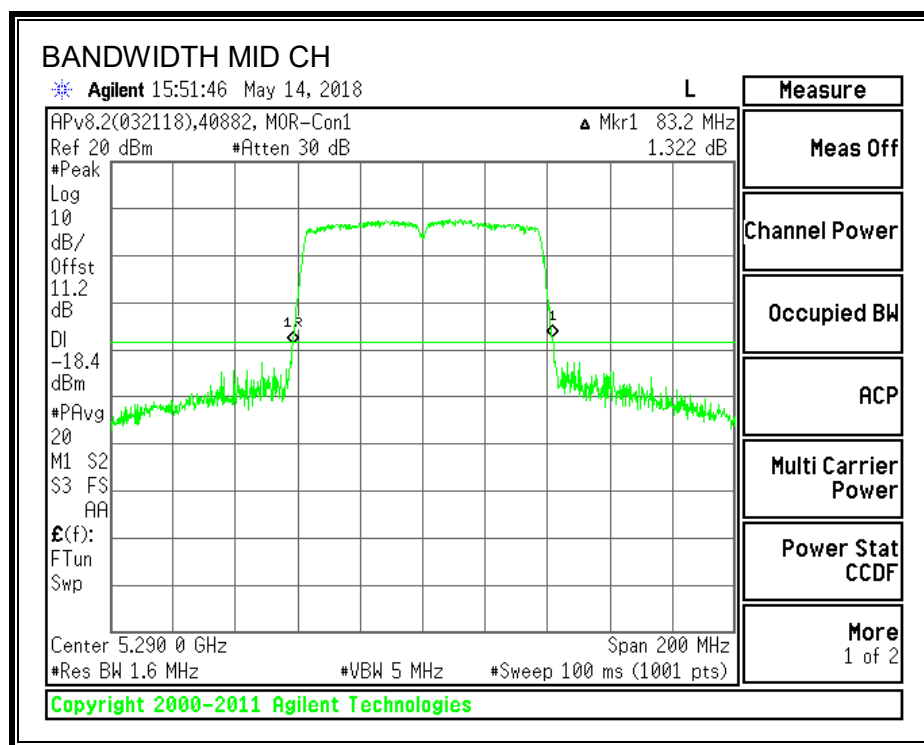 BANDWIDTH MID CH
Agilent 15:51:46 May 14, 2018 L
Measure
APv8.2(032118),40882, MOR-Con1 Δ Mkr1 83.2 MHz
Ref 20 dBm #Atten 30 dB 1.322 dB
#Peak
Log
10
dB/
Offst
11.2
dB
DI
-18.4
dBm
#PAvg
20
M1 S2
S3 FS
AA
£(f):
FTun
Swp
1R
1
Center 5.290 0 GHz Span 200 MHz
#Res BW 1.6 MHz #VBW 5 MHz #Sweep 100 ms (1001 pts)
Copyright 2000-2011 Agilent Technologies
Meas Off
Channel Power
Occupied BW
ACP
Multi Carrier
Power
Power Stat
CCDF
More
1 of 2